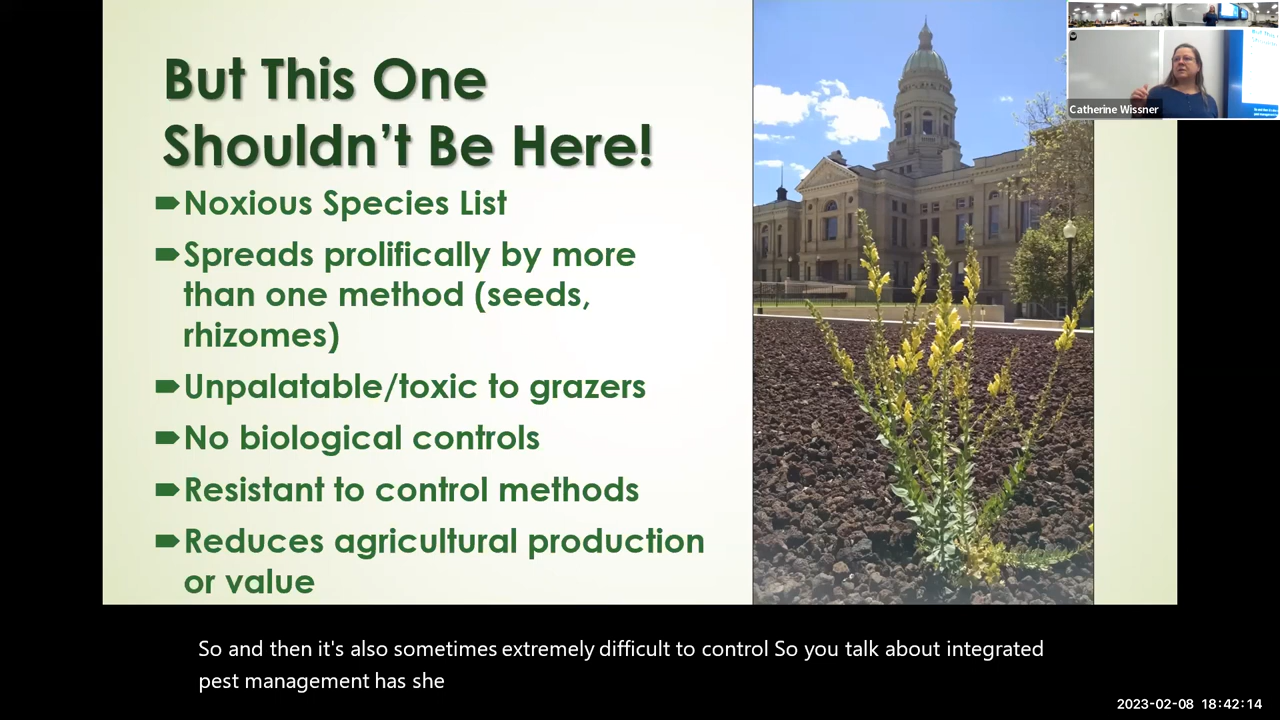 But This One
Shouldn't Be Here!
Noxious Species List
Spreads prolifically by more
than one method (seeds,
rhizomes)
Unpalatable/toxic to grazers
No biological controls
Resistant to control methods
Reduces agricultural production
or value
Catherine Wissner
So and then it's also sometimes extremely difficult to control So you talk about integrated
pest management has she
2023-02-08 18:42:14